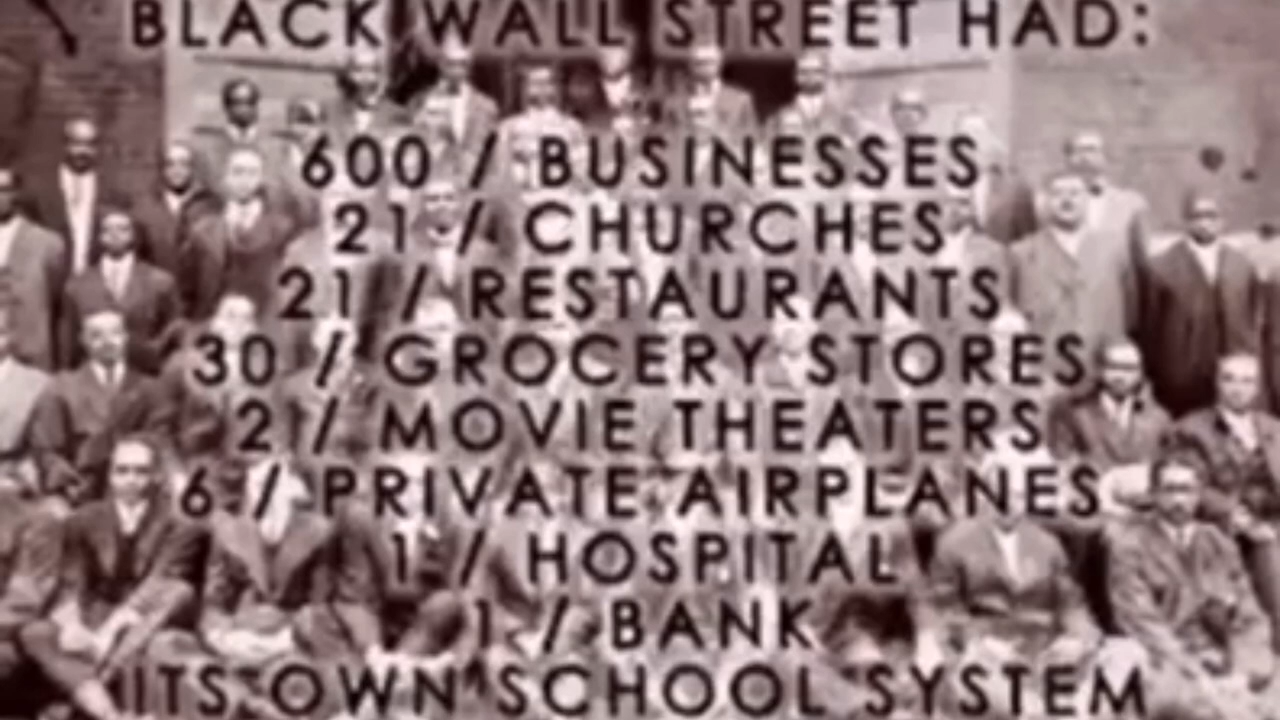 BLACK WALL STREET HAD:
600 / BUSINESSES
21 / CHURCHES
21 / RESTAURANTS
30 / GROCERY STORES
2 / MOVIE THEATERS
6 / PRIVATE AIRPLANES
1 / HOSPITAL
1 / BANK
ITS OWN SCHOOL SYSTEM